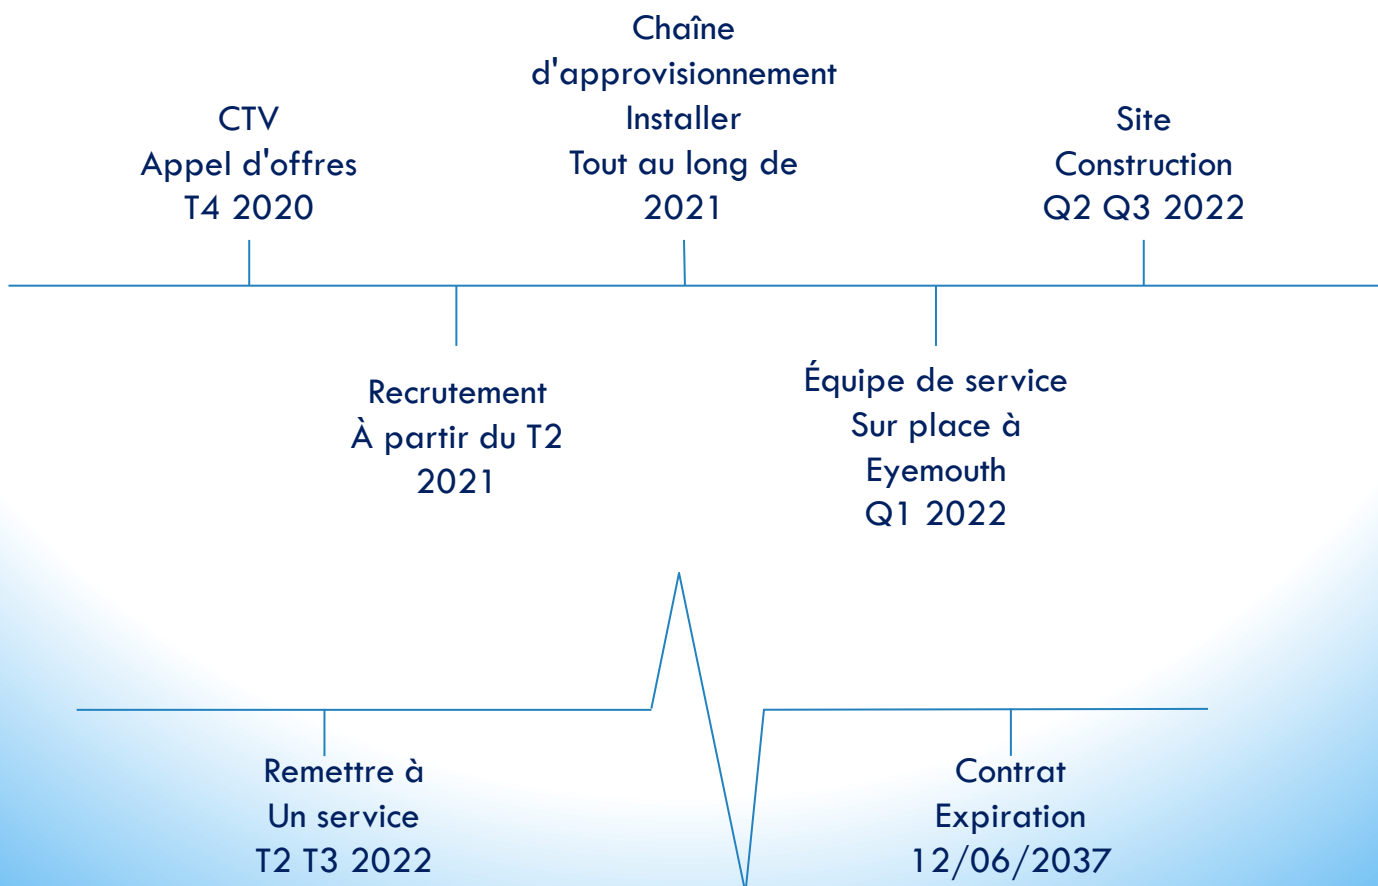 CTV
Appel d'offres
T4 2020
Chaîne
d'approvisionnement
Installer
Tout au long de
2021
Site
Construction
Q2 Q3 2022
Recrutement
À partir du T2
2021
Équipe de service
Sur place à
Eyemouth
Q1 2022
Remettre à
Un service
T2 T3 2022
Contrat
Expiration
12/06/2037